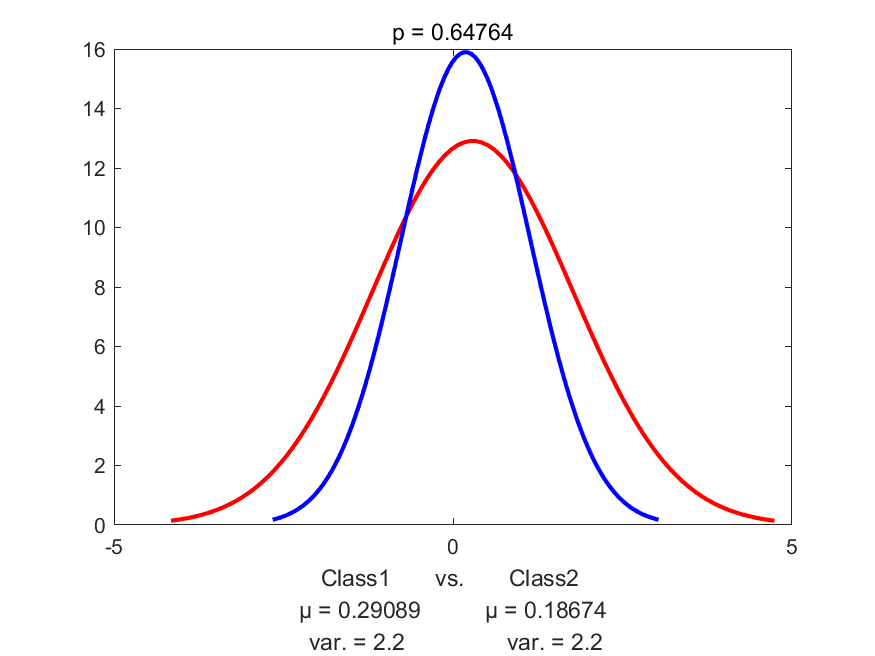 p = 0.64764
16
14
12
10
8
6
4
2
0
-5 0 5
Class1 vs. Class2
μ = 0.29089 μ = 0.18674
var. = 2.2 var. = 2.2